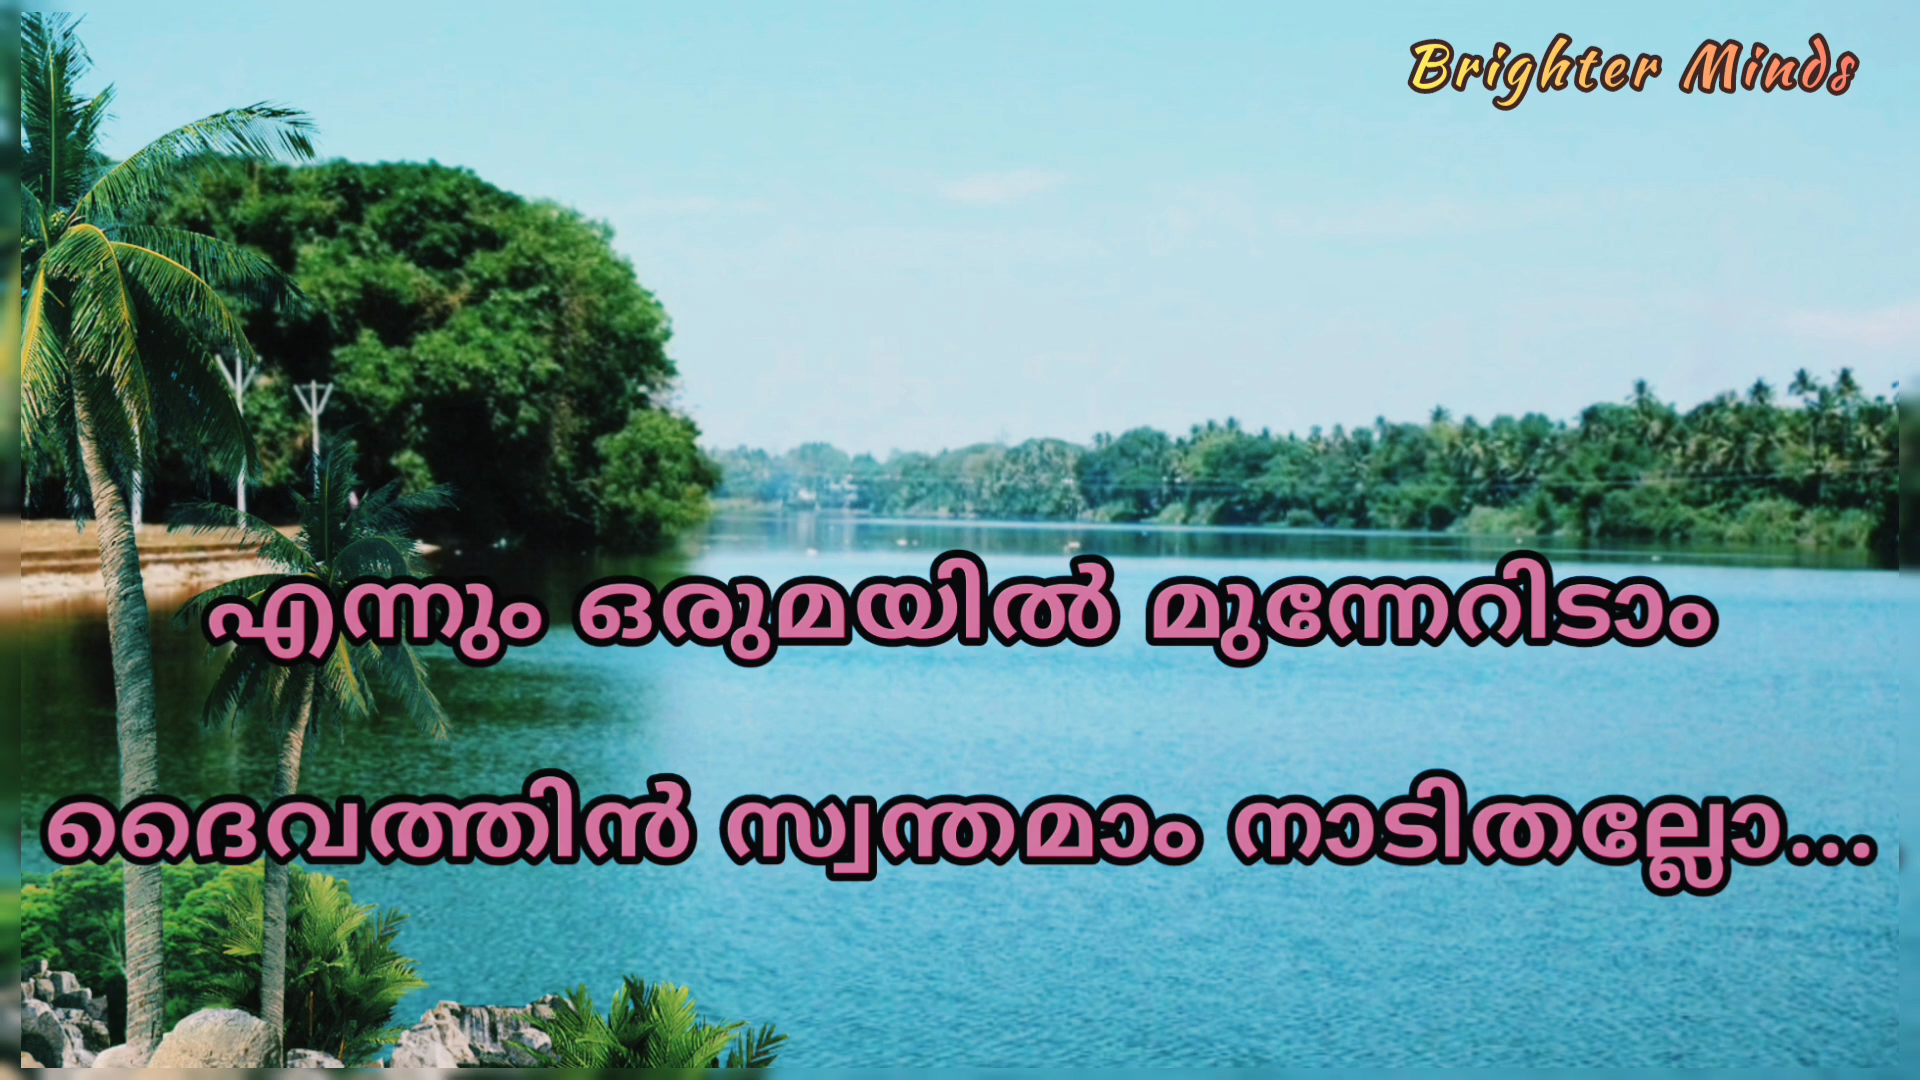 Brighter Minds
എന്നും ഒരുമയിൽ മുന്നേറിടാം
ദൈവത്തിൻ സ്വന്തമാം നാടിതല്ലോ...